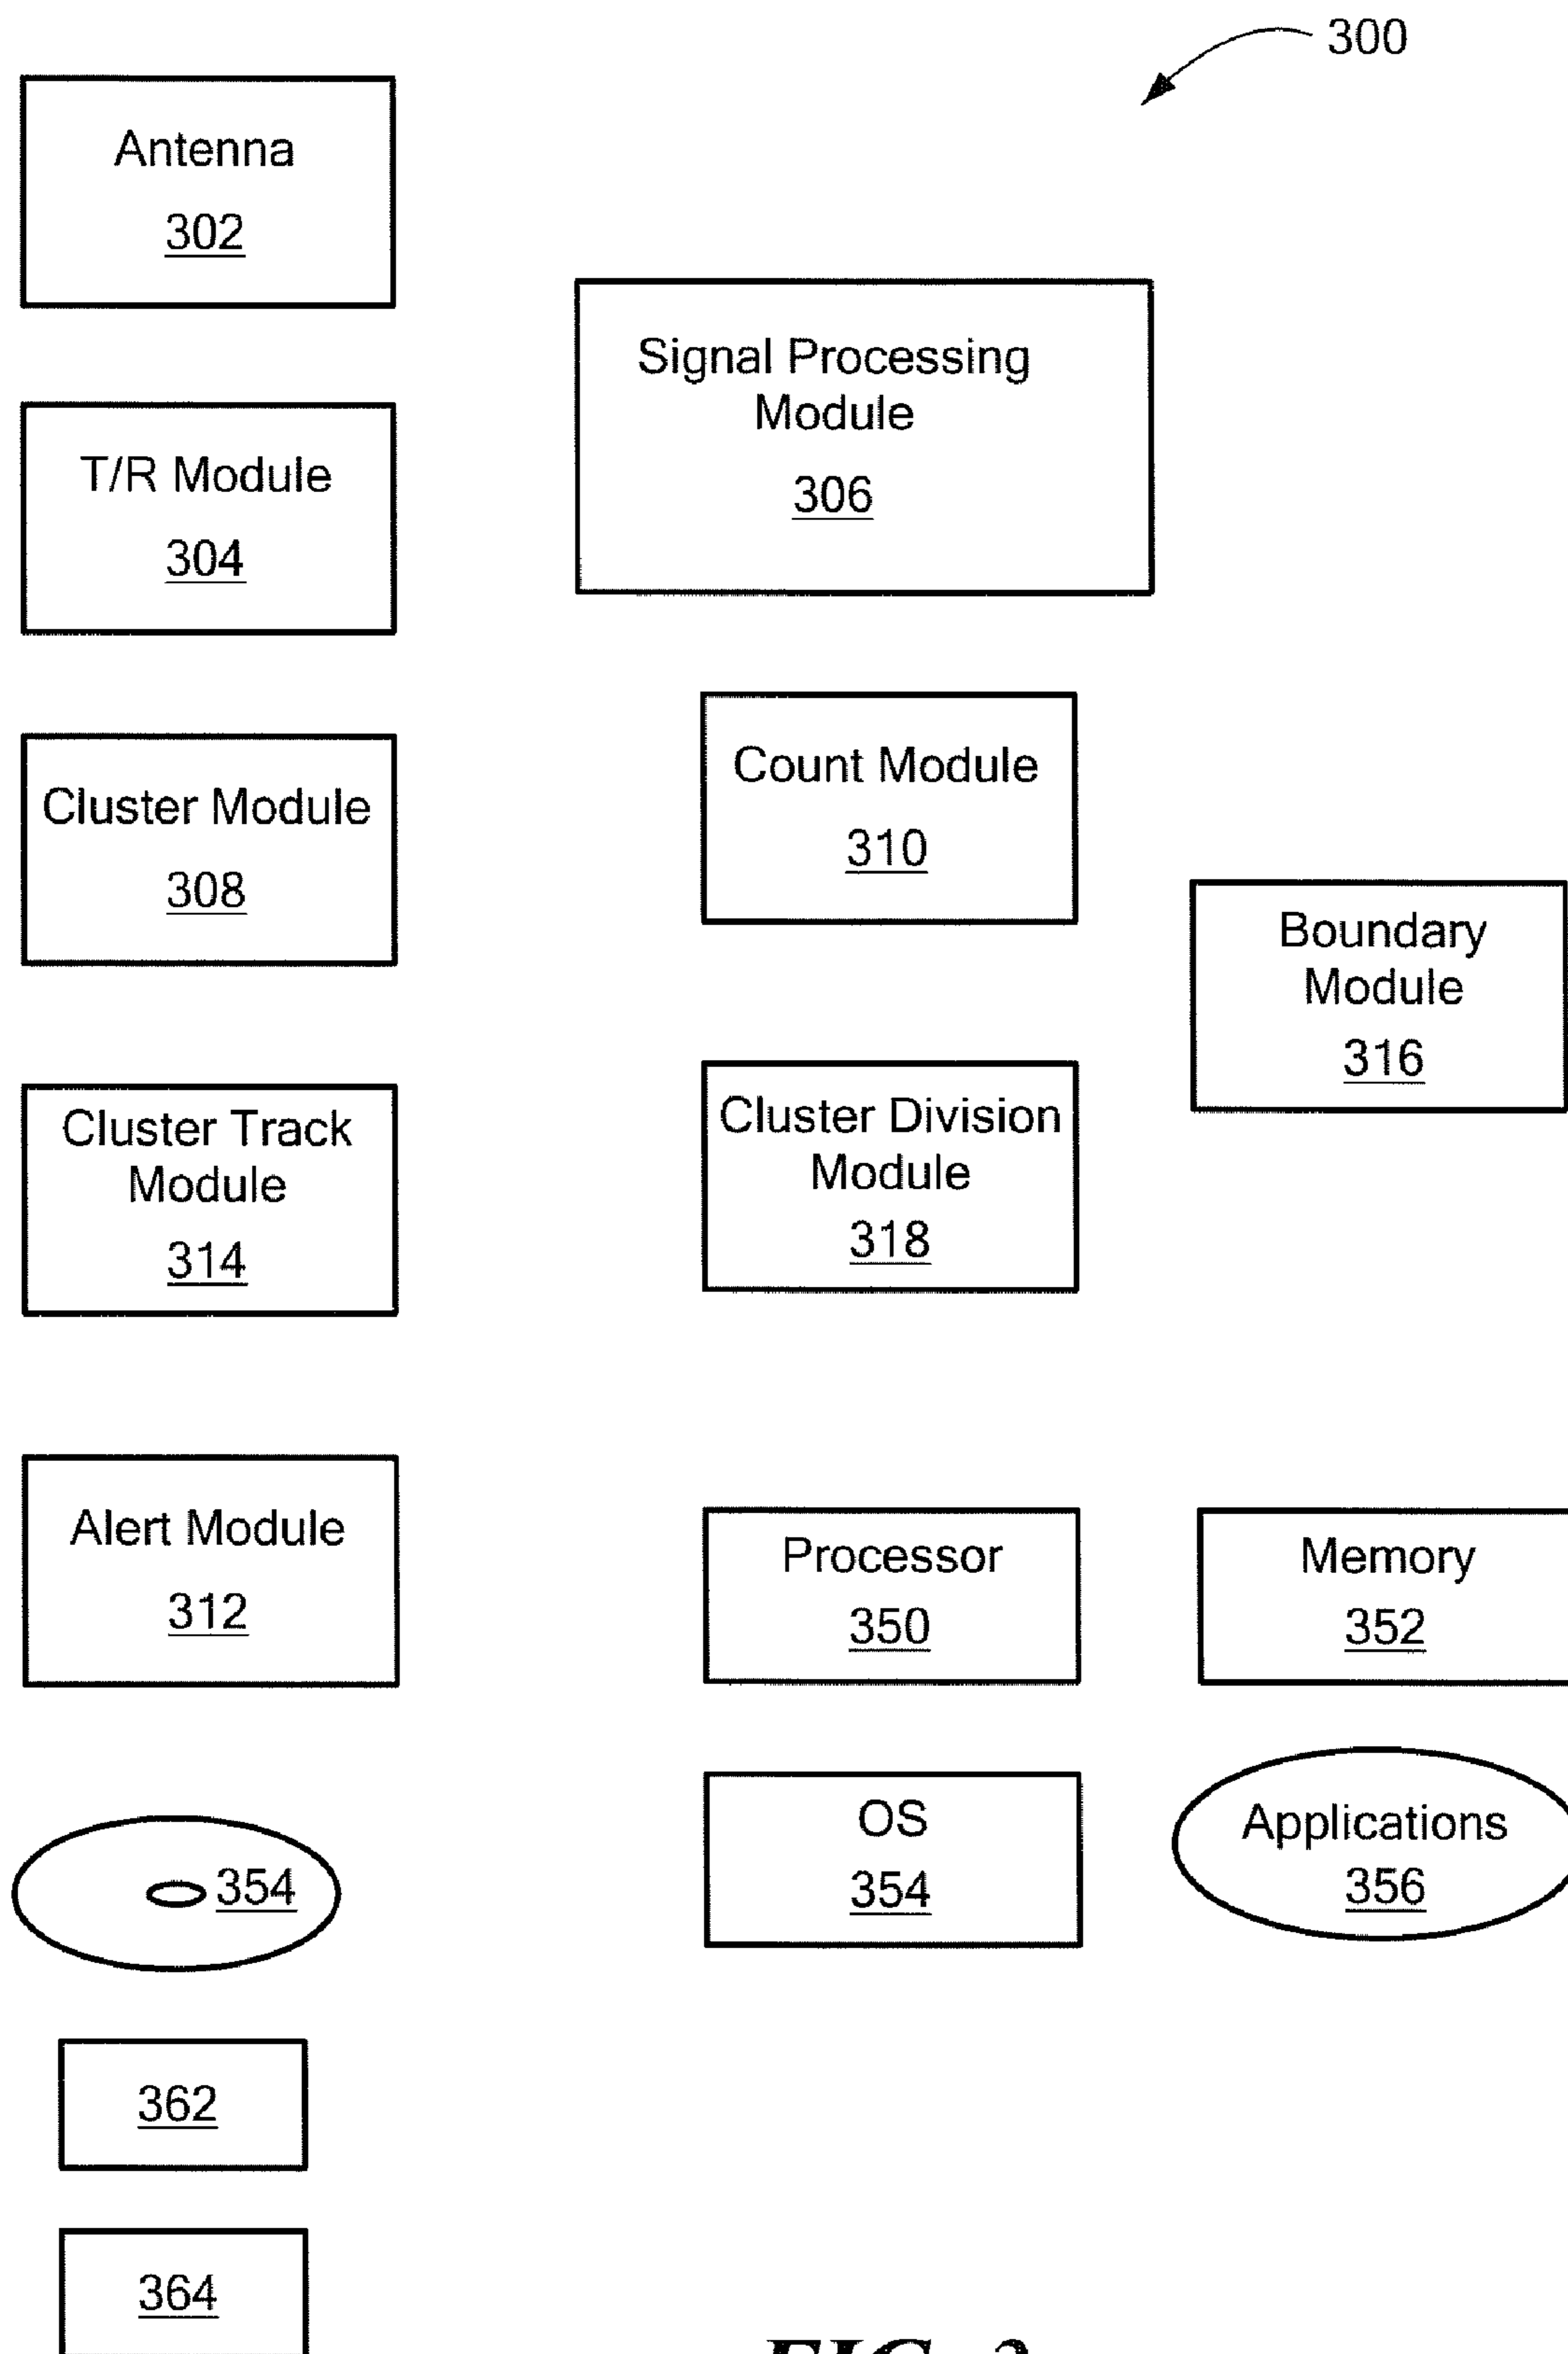 300
Antenna
302
Signal Processing
Module
306
T/R Module
304
Count Module
310
Cluster Module
308
Boundary
Module
316
Cluster Track
Module
314
Cluster Division
Module
318
Alert Module
312
Processor
350
Memory
352
OS
354
Applications
356
354
362
364
FIG. 3